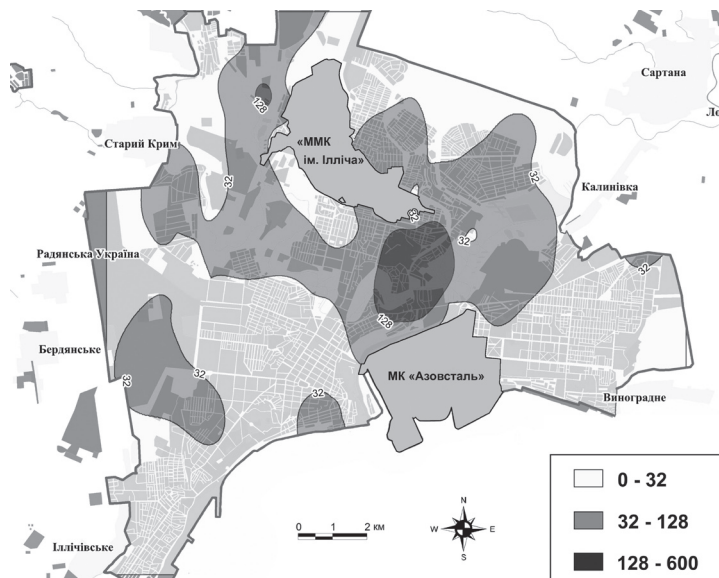 Сартана
128
«ММК
ім. Ілліча»
Старий Крим
32
32
Калинівка
32
32
Радянська Україна
32
128
Бердянське
МК «Азовсталь»
32
32
32
Виноградне
0 - 32
32 - 128
128 - 600
N
W E
S
0 1 2 км
Іллічівське